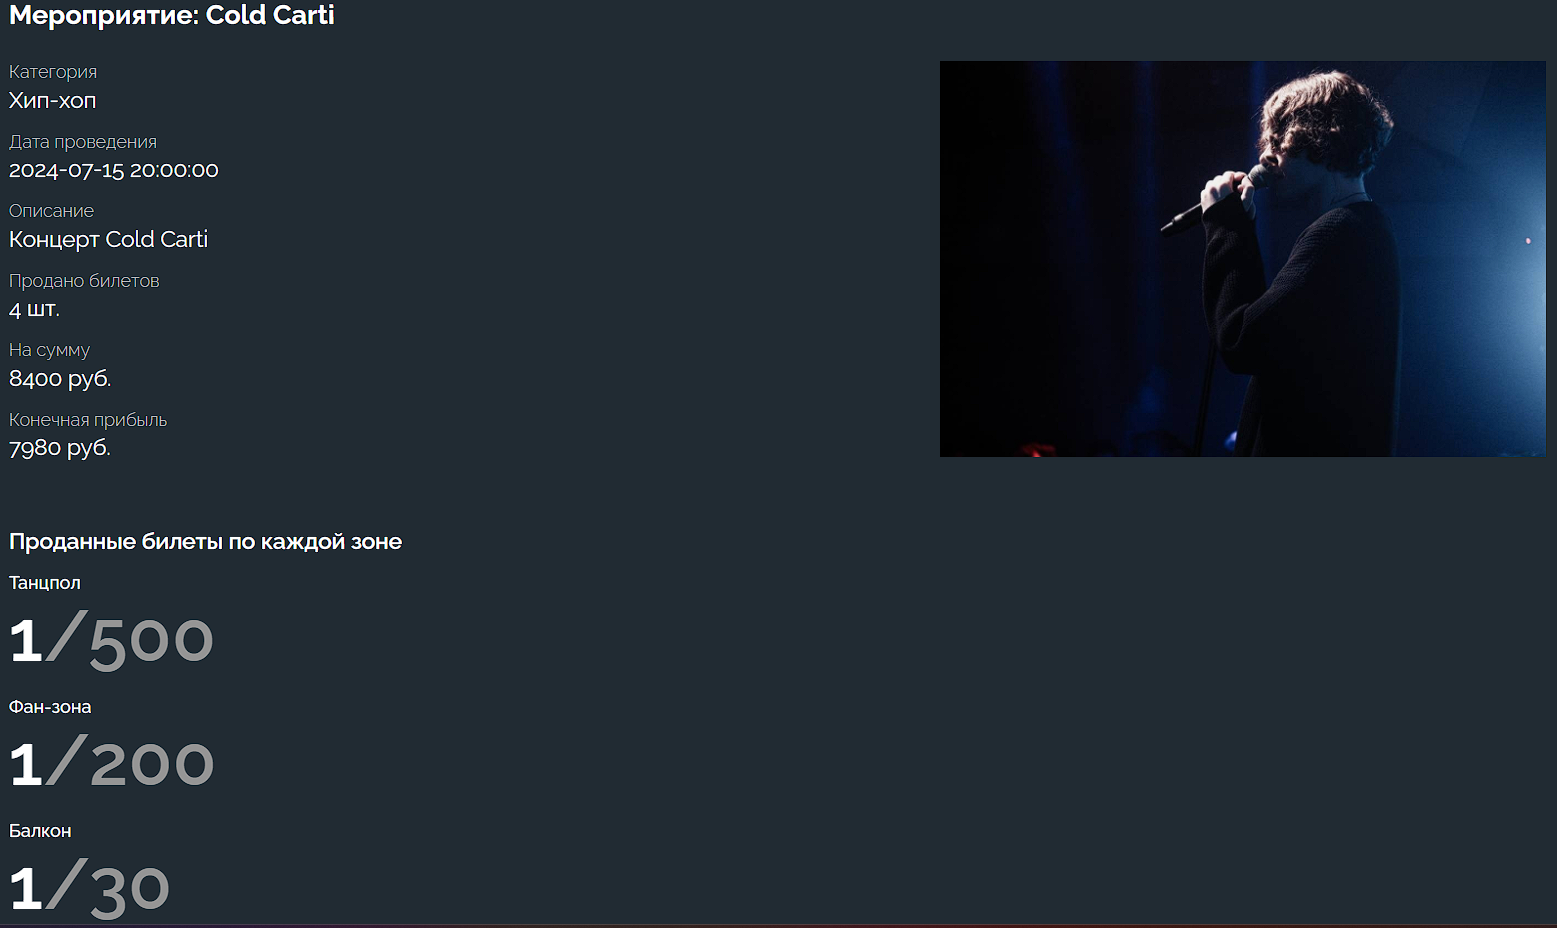 Мероприятие: Cold Carti
Категория
Хип-хоп
Дата проведения
2024-07-15 20:00:00
Описание
Концерт Cold Carti
Продано билетов
4 шт.
На сумму
8400 руб.
Конечная прибыль
7980 руб.
Проданные билеты по каждой зоне
Танцпол
1/500
Фан-зона
1/200
Балкон
1/30